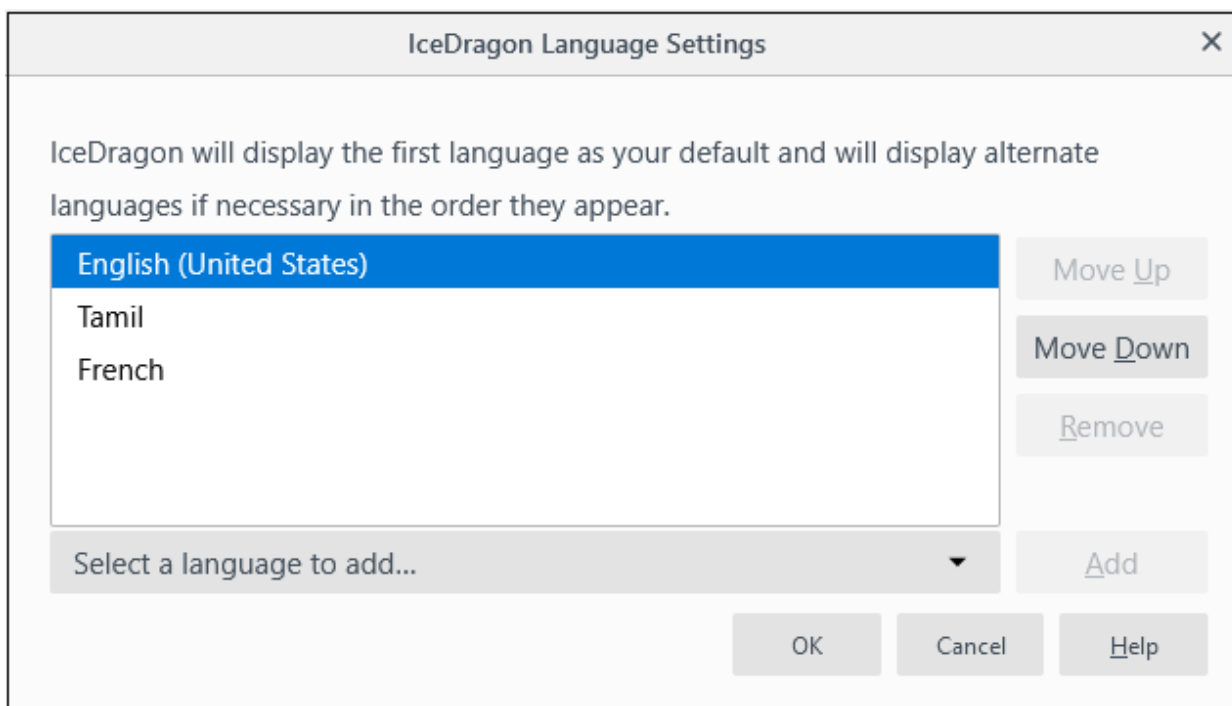 IceDragon Language Settings
IceDragon will display the first language as your default and will display alternate
languages if necessary in the order they appear.
English (United States)
Move Up
Tamil
Move Down
French
Remove
Select a language to add...
Add
OK
Cancel
Help